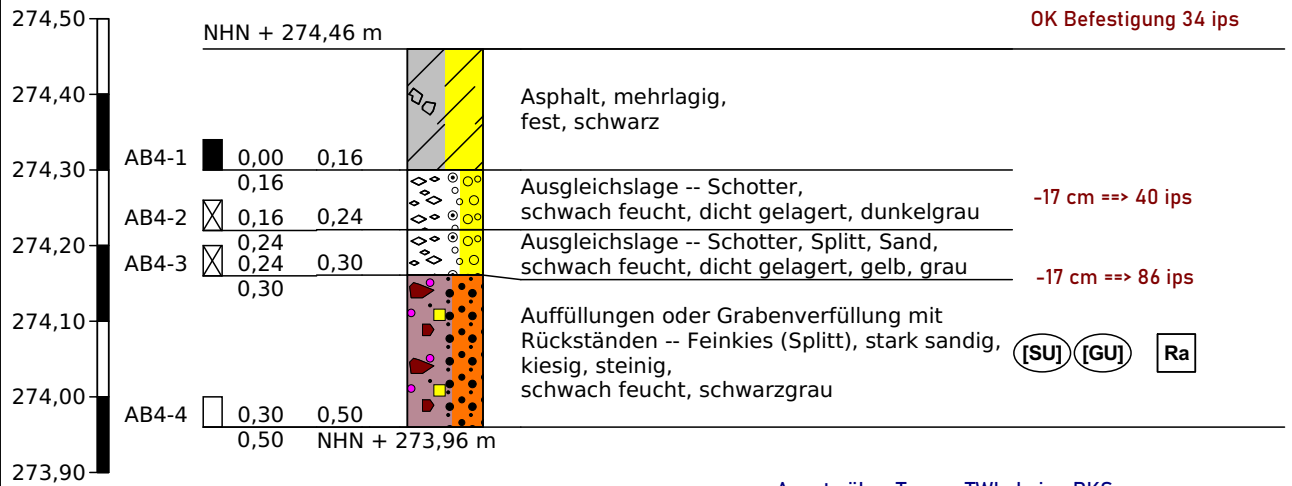 274,50
OK Befestigung 34 ips
NHN + 274,46 m
274,40
Asphalt, mehrlagig,
fest, schwarz
274,30
AB4-1 0,00 0,16
0,16
Ausgleichslage -- Schotter,
schwach feucht, dicht gelagert, dunkelgrau
-17 cm ==> 40 ips
AB4-2 0,16 0,24
274,20
0,24
Ausgleichslage -- Schotter, Splitt, Sand,
schwach feucht, dicht gelagert, gelb, grau
AB4-3 0,24 0,30
-17 cm ==> 86 ips
0,30
274,10
Auffüllungen oder Grabenverfüllung mit
Rückständen -- Feinkies (Splitt), stark sandig,
kiesig, steinig,
schwach feucht, schwarzgrau
[SU] [GU] Ra
274,00
AB4-4 0,30 0,50
0,50 NHN + 273,96 m
273,90